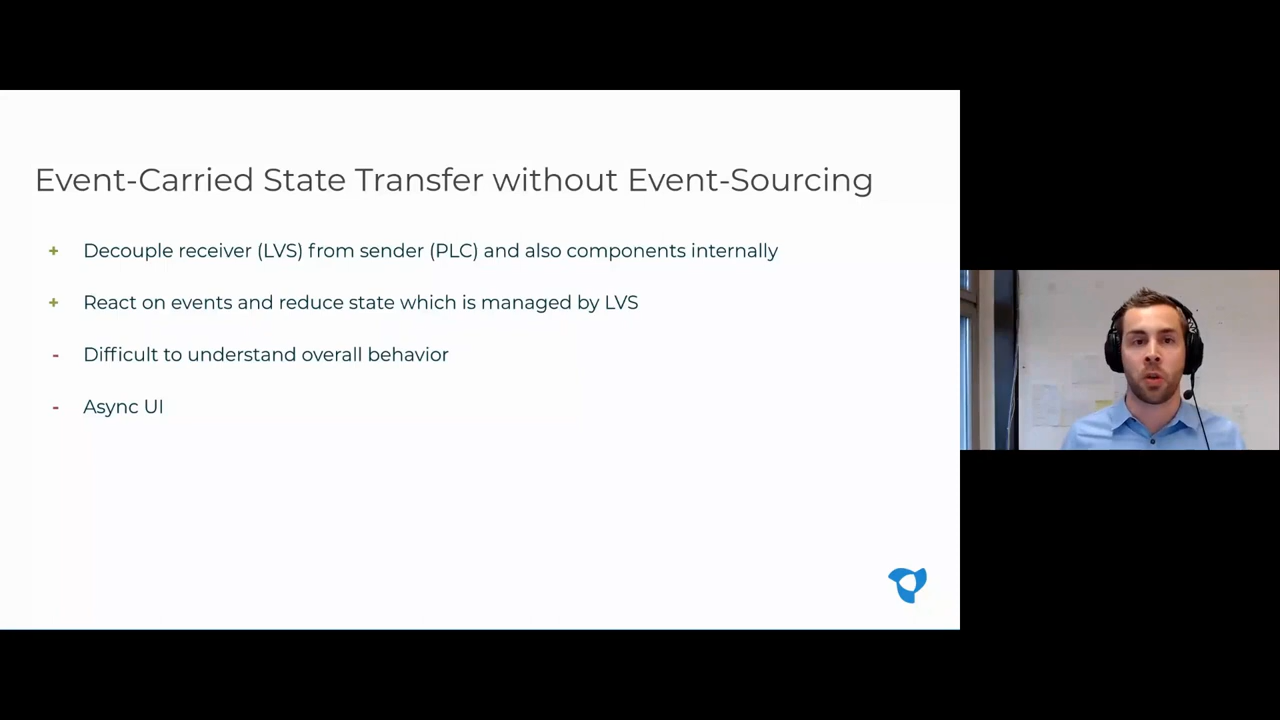 Event-Carried State Transfer without Event-Sourcing
+ Decouple receiver (LVS) from sender (PLC) and also components internally
+ React on events and reduce state which is managed by LVS
- Difficult to understand overall behavior
- Async UI